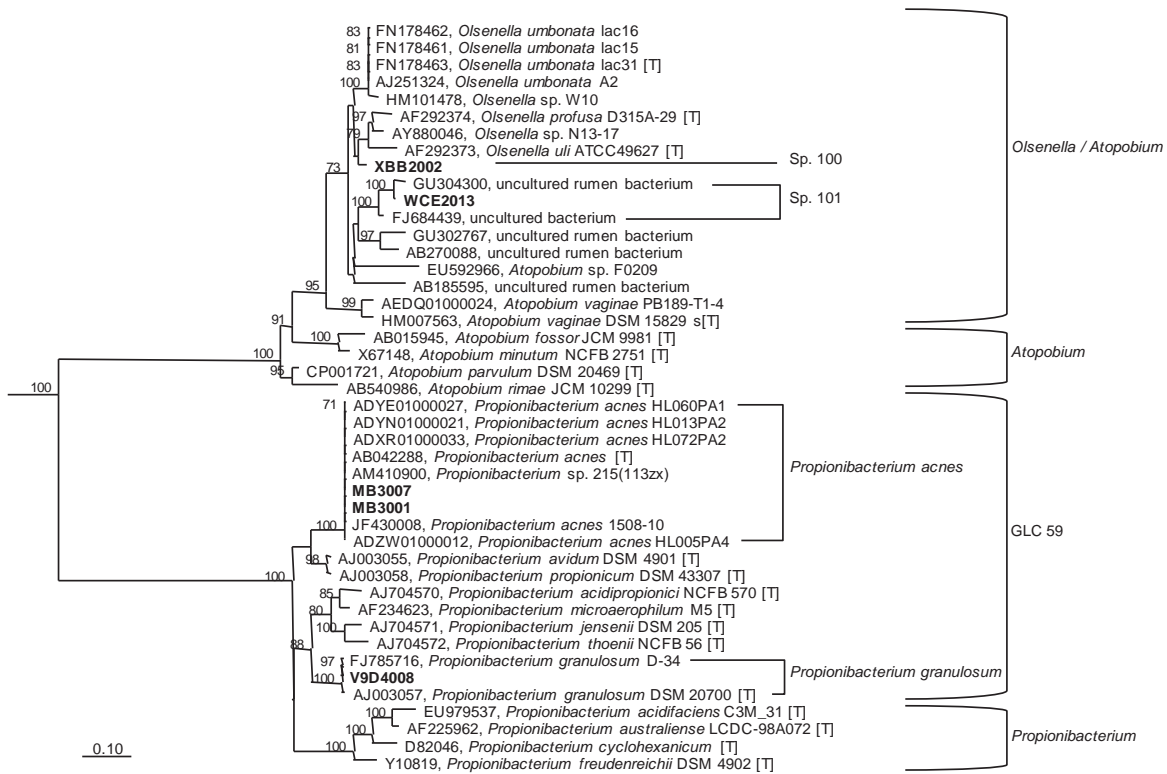 83 FN178462, Olsenella umbonata lac16
81 FN178461, Olsenella umbonata lac15
83 FN178463, Olsenella umbonata lac31 [T]
100 AJ251324, Olsenella umbonata A2
HM101478, Olsenella sp. W10
97 AF292374, Olsenella profusa D315A-29 [T]
79 AY880046, Olsenella sp. N13-17
AF292373, Olsenella uli ATCC49627 [T]
Olsenella / Atopobium
XBB2002 Sp. 100
73
100 GU304300, uncultured rumen bacterium
100 WCE2013 Sp. 101
FJ684439, uncultured bacterium
97 GU302767, uncultured rumen bacterium
AB270088, uncultured rumen bacterium
EU592966, Atopobium sp. F0209
95 AB185595, uncultured rumen bacterium
99 AEDQ01000024, Atopobium vaginae PB189-T1-4
HM007563, Atopobium vaginae DSM 15829 s[T]
91
100 AB015945, Atopobium fossor JCM 9981 [T]
X67148, Atopobium minutum NCFB 2751 [T]
Atopobium
100
95 CP001721, Atopobium parvulum DSM 20469 [T]
100 AB540986, Atopobium rimae JCM 10299 [T]
71 ADYE01000027, Propionibacterium acnes HL060PA1
ADYN01000021, Propionibacterium acnes HL013PA2
ADXR01000033, Propionibacterium acnes HL072PA2
AB042288, Propionibacterium acnes [T]
Propionibacterium acnes
AM410900, Propionibacterium sp. 215(113zx)
MB3007
MB3001
100 JF430008, Propionibacterium acnes 1508-10
GLC 59
ADZW01000012, Propionibacterium acnes HL005PA4
98 AJ003055, Propionibacterium avidum DSM 4901 [T]
100 AJ003058, Propionibacterium propionicum DSM 43307 [T]
85 AJ704570, Propionibacterium acidipropionici NCFB 570 [T]
80 AF234623, Propionibacterium microaerophilum M5 [T]
100 AJ704571, Propionibacterium jensenii DSM 205 [T]
88 AJ704572, Propionibacterium thoenii NCFB 56 [T]
97 FJ785716, Propionibacterium granulosum D-34
Propionibacterium granulosum
100 V9D4008
AJ003057, Propionibacterium granulosum DSM 20700 [T]
100 EU979537, Propionibacterium acidifaciens C3M_31 [T]
AF225962, Propionibacterium australiense LCDC-98A072 [T]
Propionibacterium
100 D82046, Propionibacterium cyclohexanicum [T]
Y10819, Propionibacterium freudenreichii DSM 4902 [T]
0.10